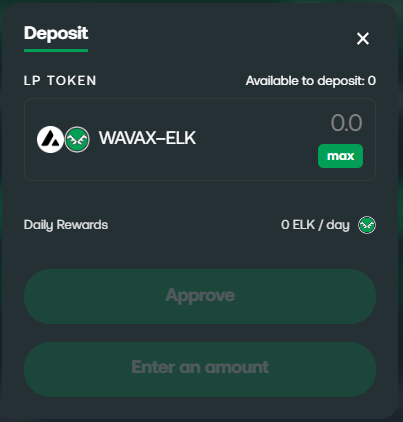 Deposit
LP TOKEN Available to deposit: 0
WAVAX–ELK 0.0
max
Daily Rewards 0 ELK / day
Approve
Enter an amount